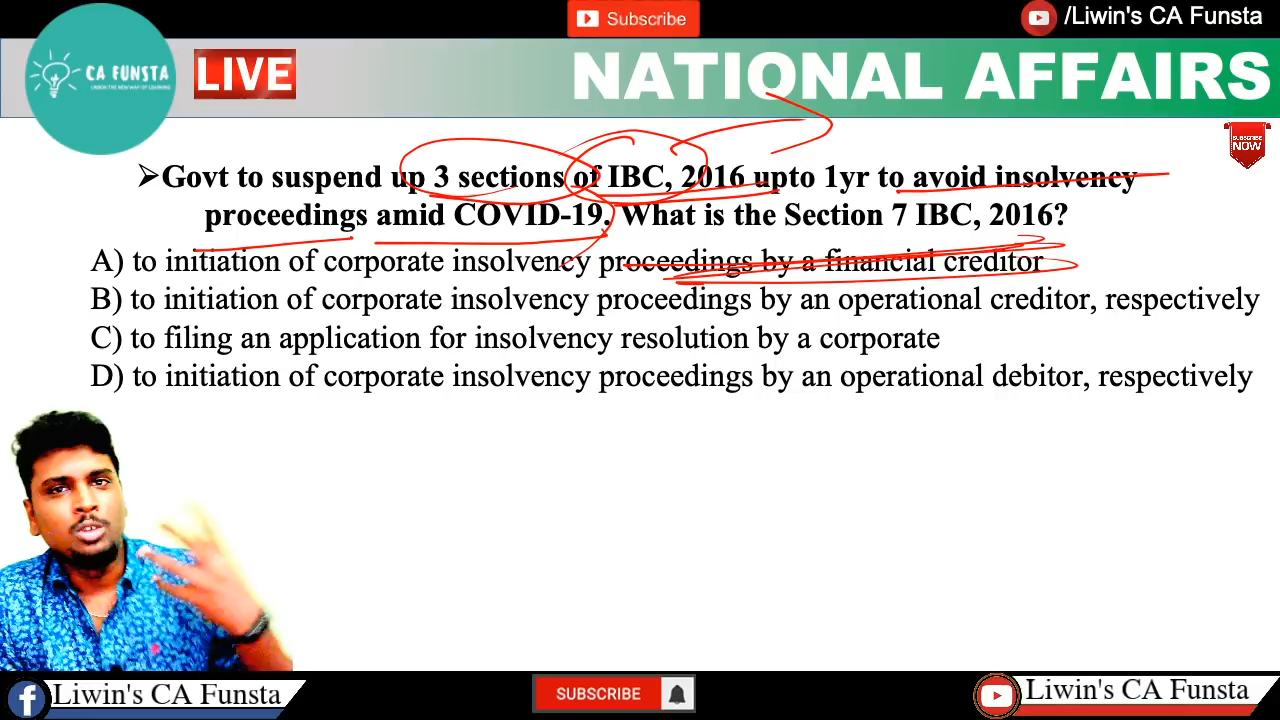 Subscribe
/Liwin's CA Funsta
CA FUNSTA
LIVE
NATIONAL AFFAIRS
SUBSCRIBE
NOW
➢Govt to suspend up 3 sections of IBC, 2016 upto 1yr to avoid insolvency
proceedings amid COVID-19. What is the Section 7 IBC, 2016?
A) to initiation of corporate insolvency proceedings by a financial creditor
B) to initiation of corporate insolvency proceedings by an operational creditor, respectively
C) to filing an application for insolvency resolution by a corporate
D) to initiation of corporate insolvency proceedings by an operational debitor, respectively
Liwin's CA Funsta
SUBSCRIBE
Liwin's CA Funsta